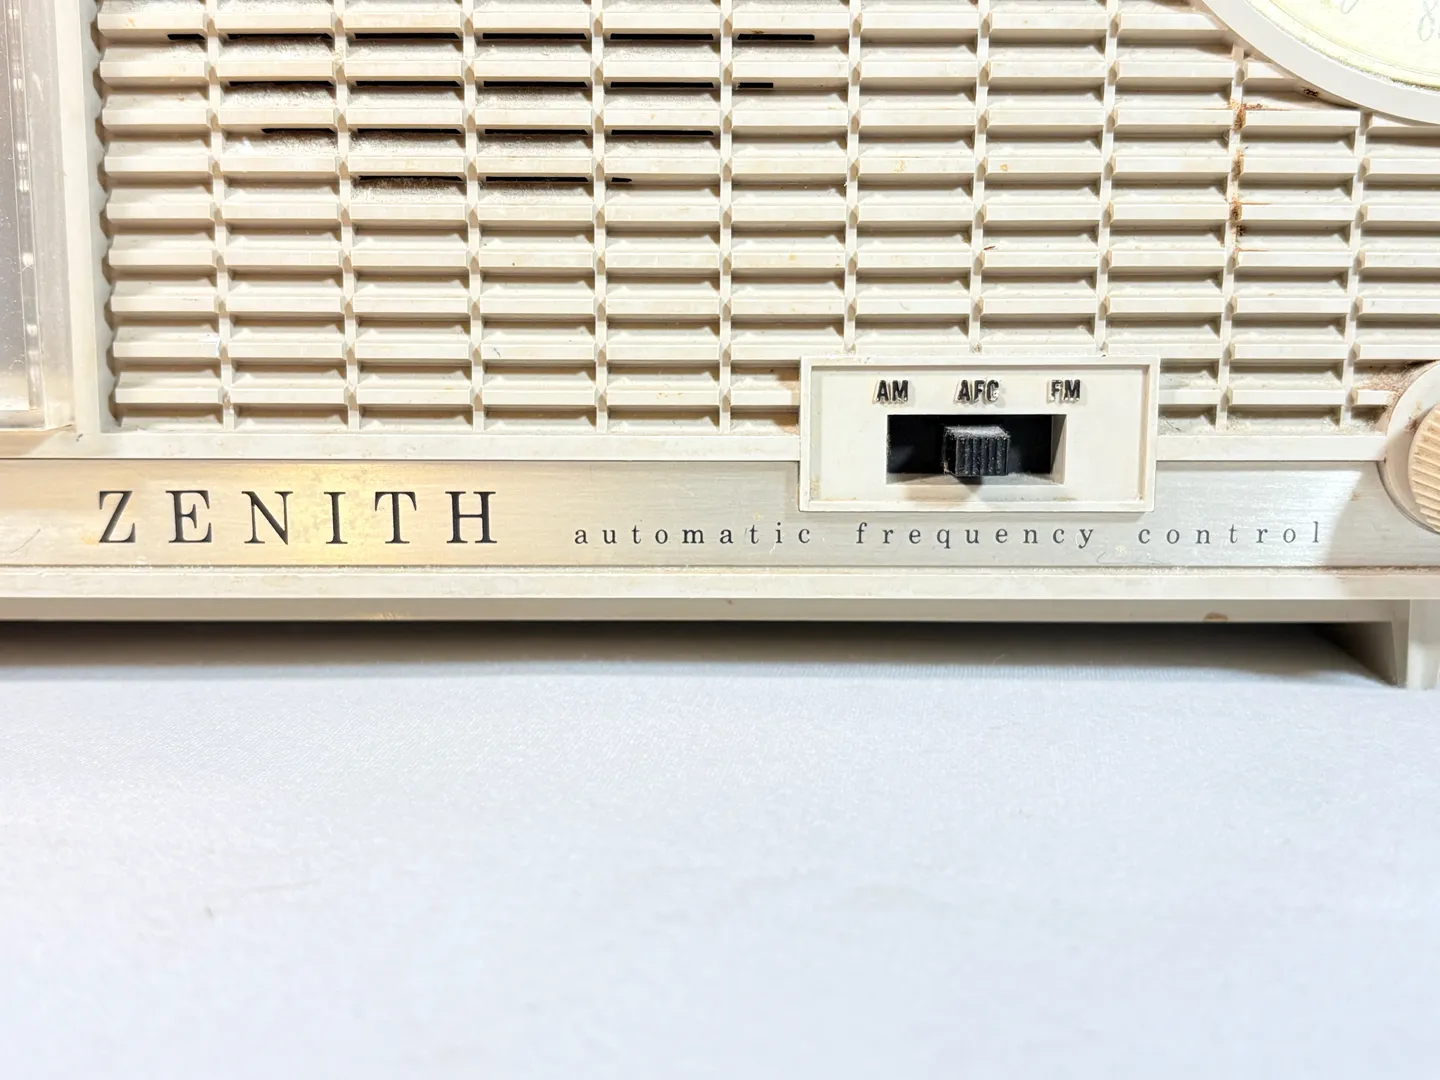 AM AFC FM
ZENITH automatic frequency control